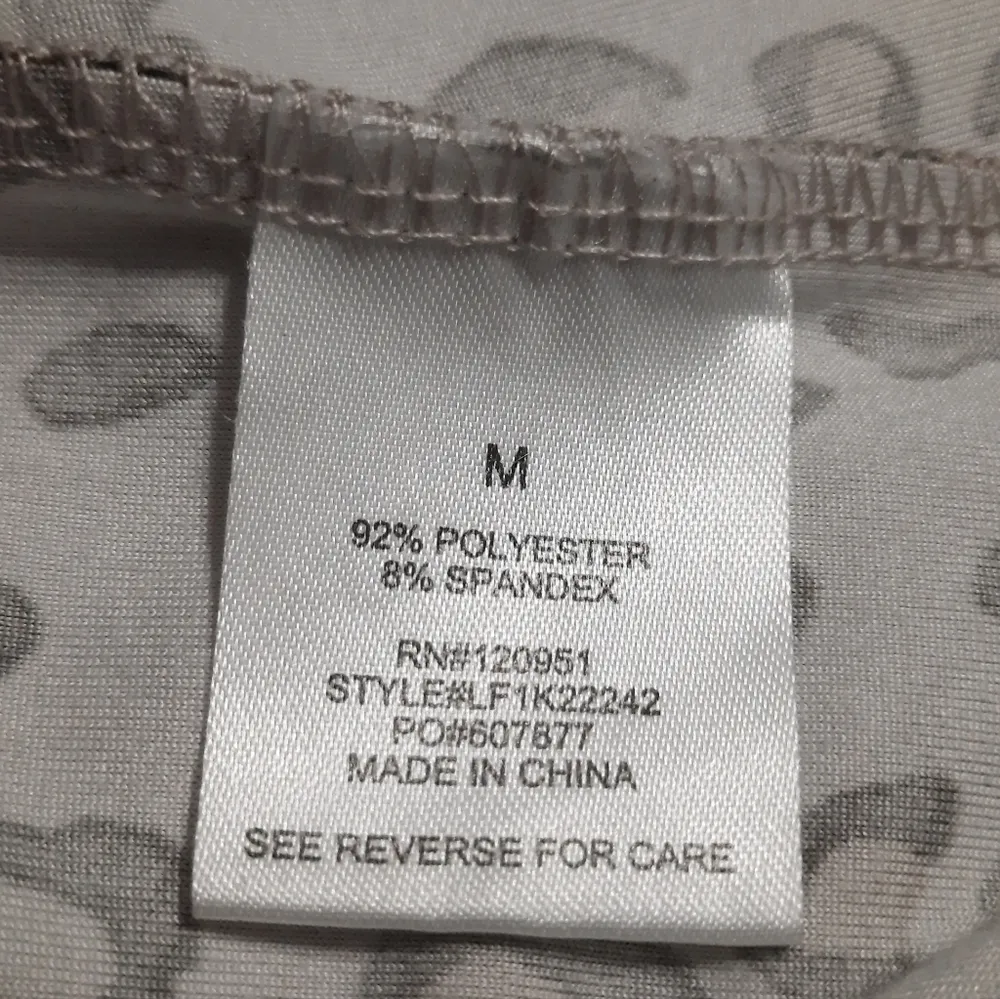 M
92% POLYESTER
8% SPANDEX
RN#120951
STYLE#LF1K22242
PO#607877
MADE IN CHINA
SEE REVERSE FOR CARE